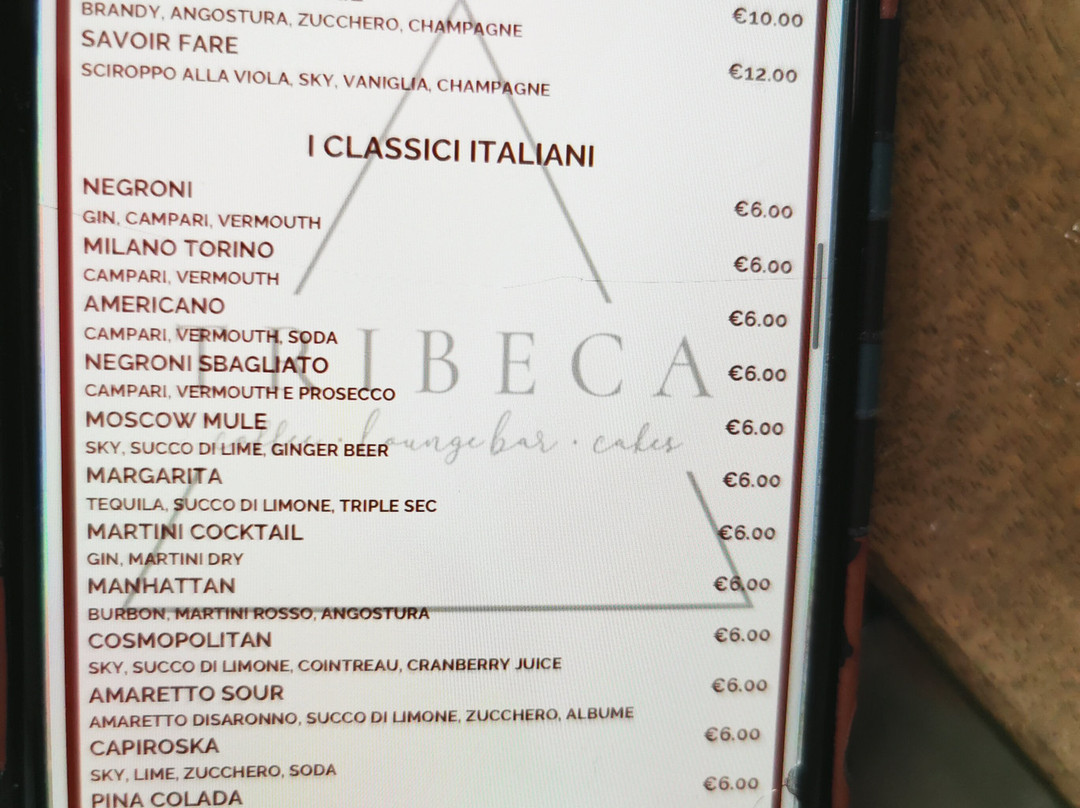 BRANDY, ANGOSTURA, ZUCCHERO, CHAMPAGNE €10.00
SAVOIR FARE
SCIROPPO ALLA VIOLA, SKY, VANIGLIA, CHAMPAGNE €12.00
I CLASSICI ITALIANI
NEGRONI
GIN, CAMPARI, VERMOUTH €6.00
MILANO TORINO
CAMPARI, VERMOUTH €6.00
AMERICANO
CAMPARI, VERMOUTH, SODA €6.00
NEGRONI SBAGLIATO
CAMPARI, VERMOUTH E PROSECCO €6.00
MOSCOW MULE
SKY, SUCCO DI LIME, GINGER BEER €6.00
MARGARITA
TEQUILA, SUCCO DI LIMONE, TRIPLE SEC €6.00
MARTINI COCKTAIL
GIN, MARTINI DRY €6.00
MANHATTAN
BURBON, MARTINI ROSSO, ANGOSTURA €6.00
COSMOPOLITAN
SKY, SUCCO DI LIMONE, COINTREAU, CRANBERRY JUICE €6.00
AMARETTO SOUR
AMARETTO DISARONNO, SUCCO DI LIMONE, ZUCCHERO, ALBUME €6.00
CAPIROSKA
SKY, LIME, ZUCCHERO, SODA €6.00
PINA COLADA €6.00
TRIBECA
coffee · lounge bar · cakes